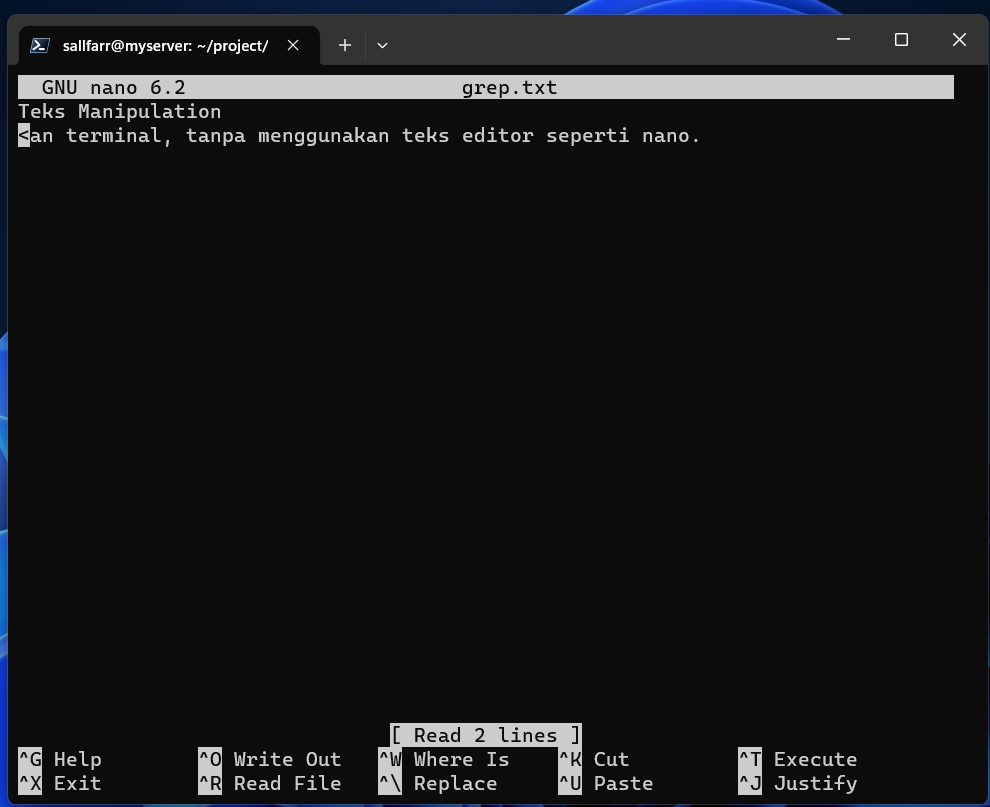 sallfarr@myserver: ~/project/
GNU nano 6.2 grep.txt
Teks Manipulation
<an terminal, tanpa menggunakan teks editor seperti nano.
[ Read 2 lines ]
^G Help ^O Write Out ^W Where Is ^K Cut ^T Execute
^X Exit ^R Read File ^\ Replace ^U Paste ^J Justify